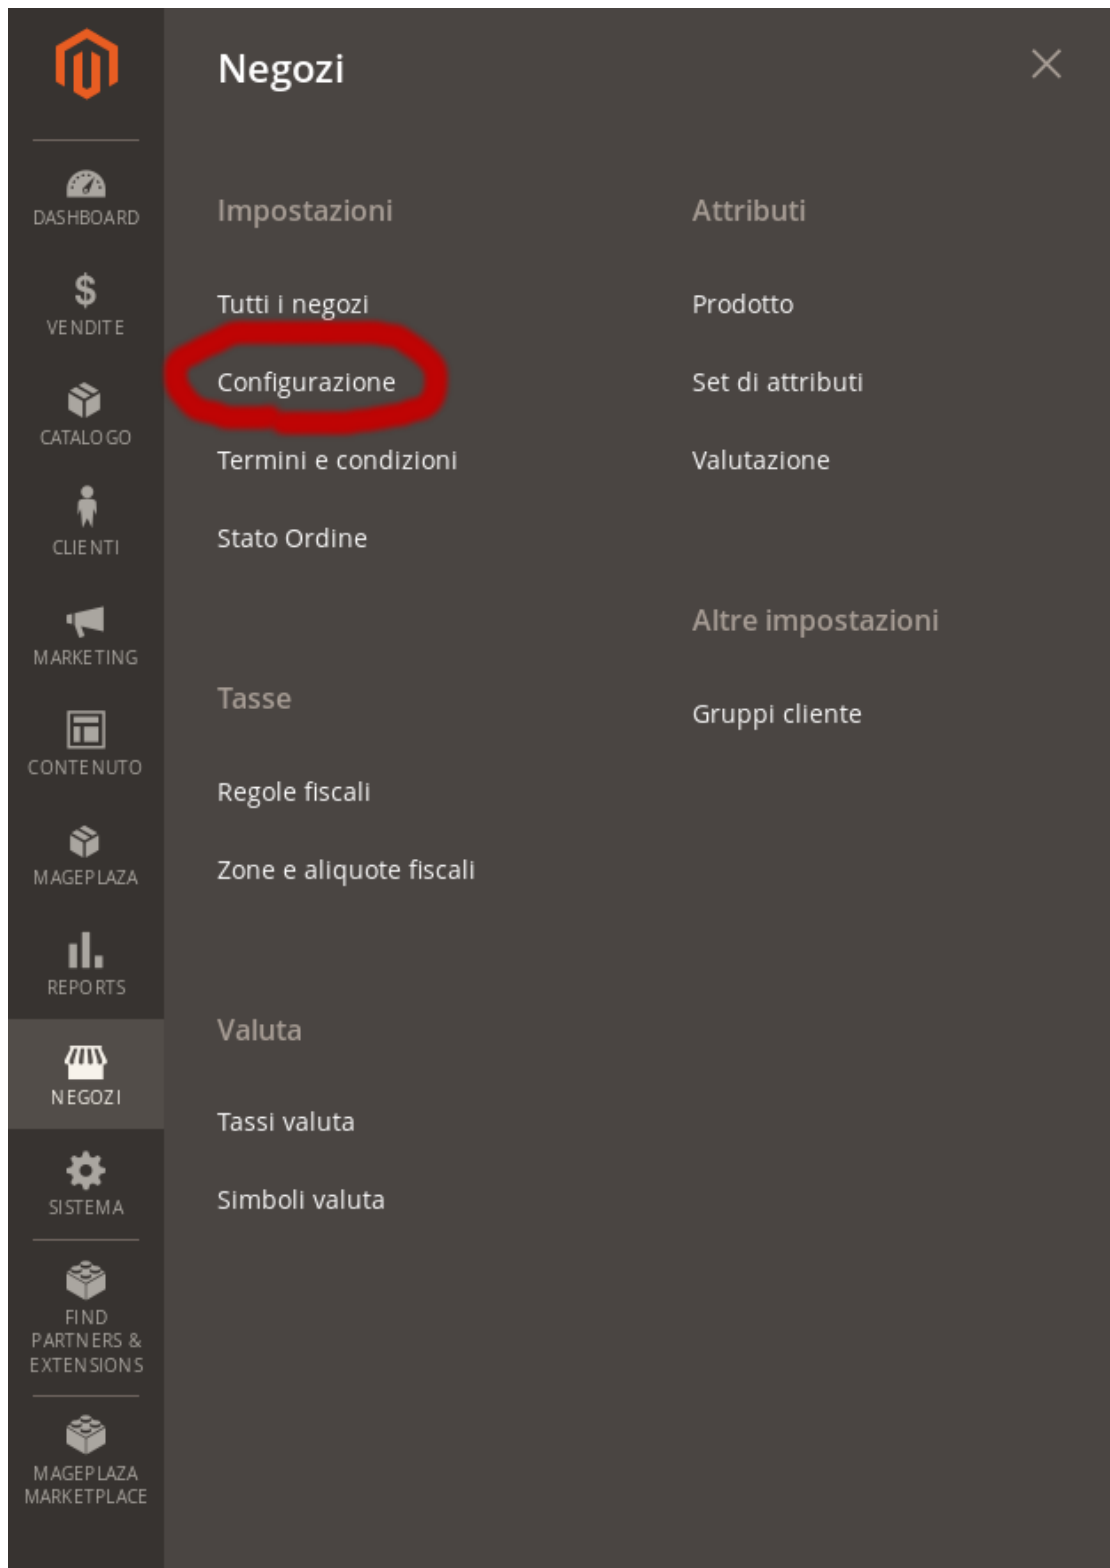 Negozi
DASHBOARD
VENDITE
CATALOGO
CLIENTI
MARKETING
CONTENUTO
MAGEPLAZA
REPORTS
NEGOZI
SISTEMA
FIND
PARTNERS &
EXTENSIONS
MAGEPLAZA
MARKETPLACE
Impostazioni
Tutti i negozi
Configurazione
Termini e condizioni
Stato Ordine
Tasse
Regole fiscali
Zone e aliquote fiscali
Valuta
Tassi valuta
Simboli valuta
Attributi
Prodotto
Set di attributi
Valutazione
Altre impostazioni
Gruppi cliente